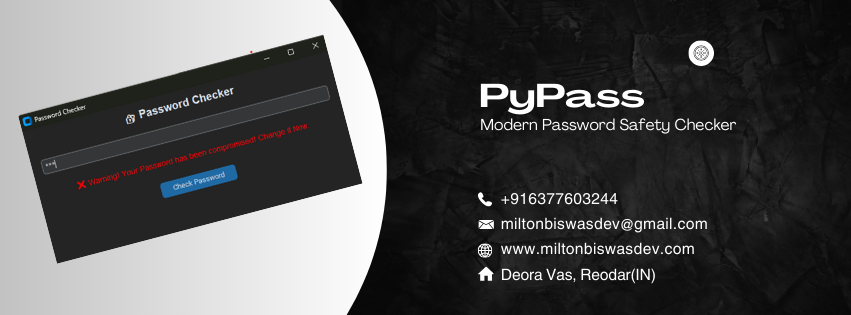 Password Checker
Password Checker
***
Warning! Your Password has been compromised! Change it Now
Check Password
PyPass
Modern Password Safety Checker
+916377603244
miltonbiswasdev@gmail.com
www.miltonbiswasdev.com
Deora Vas, Reodar(IN)